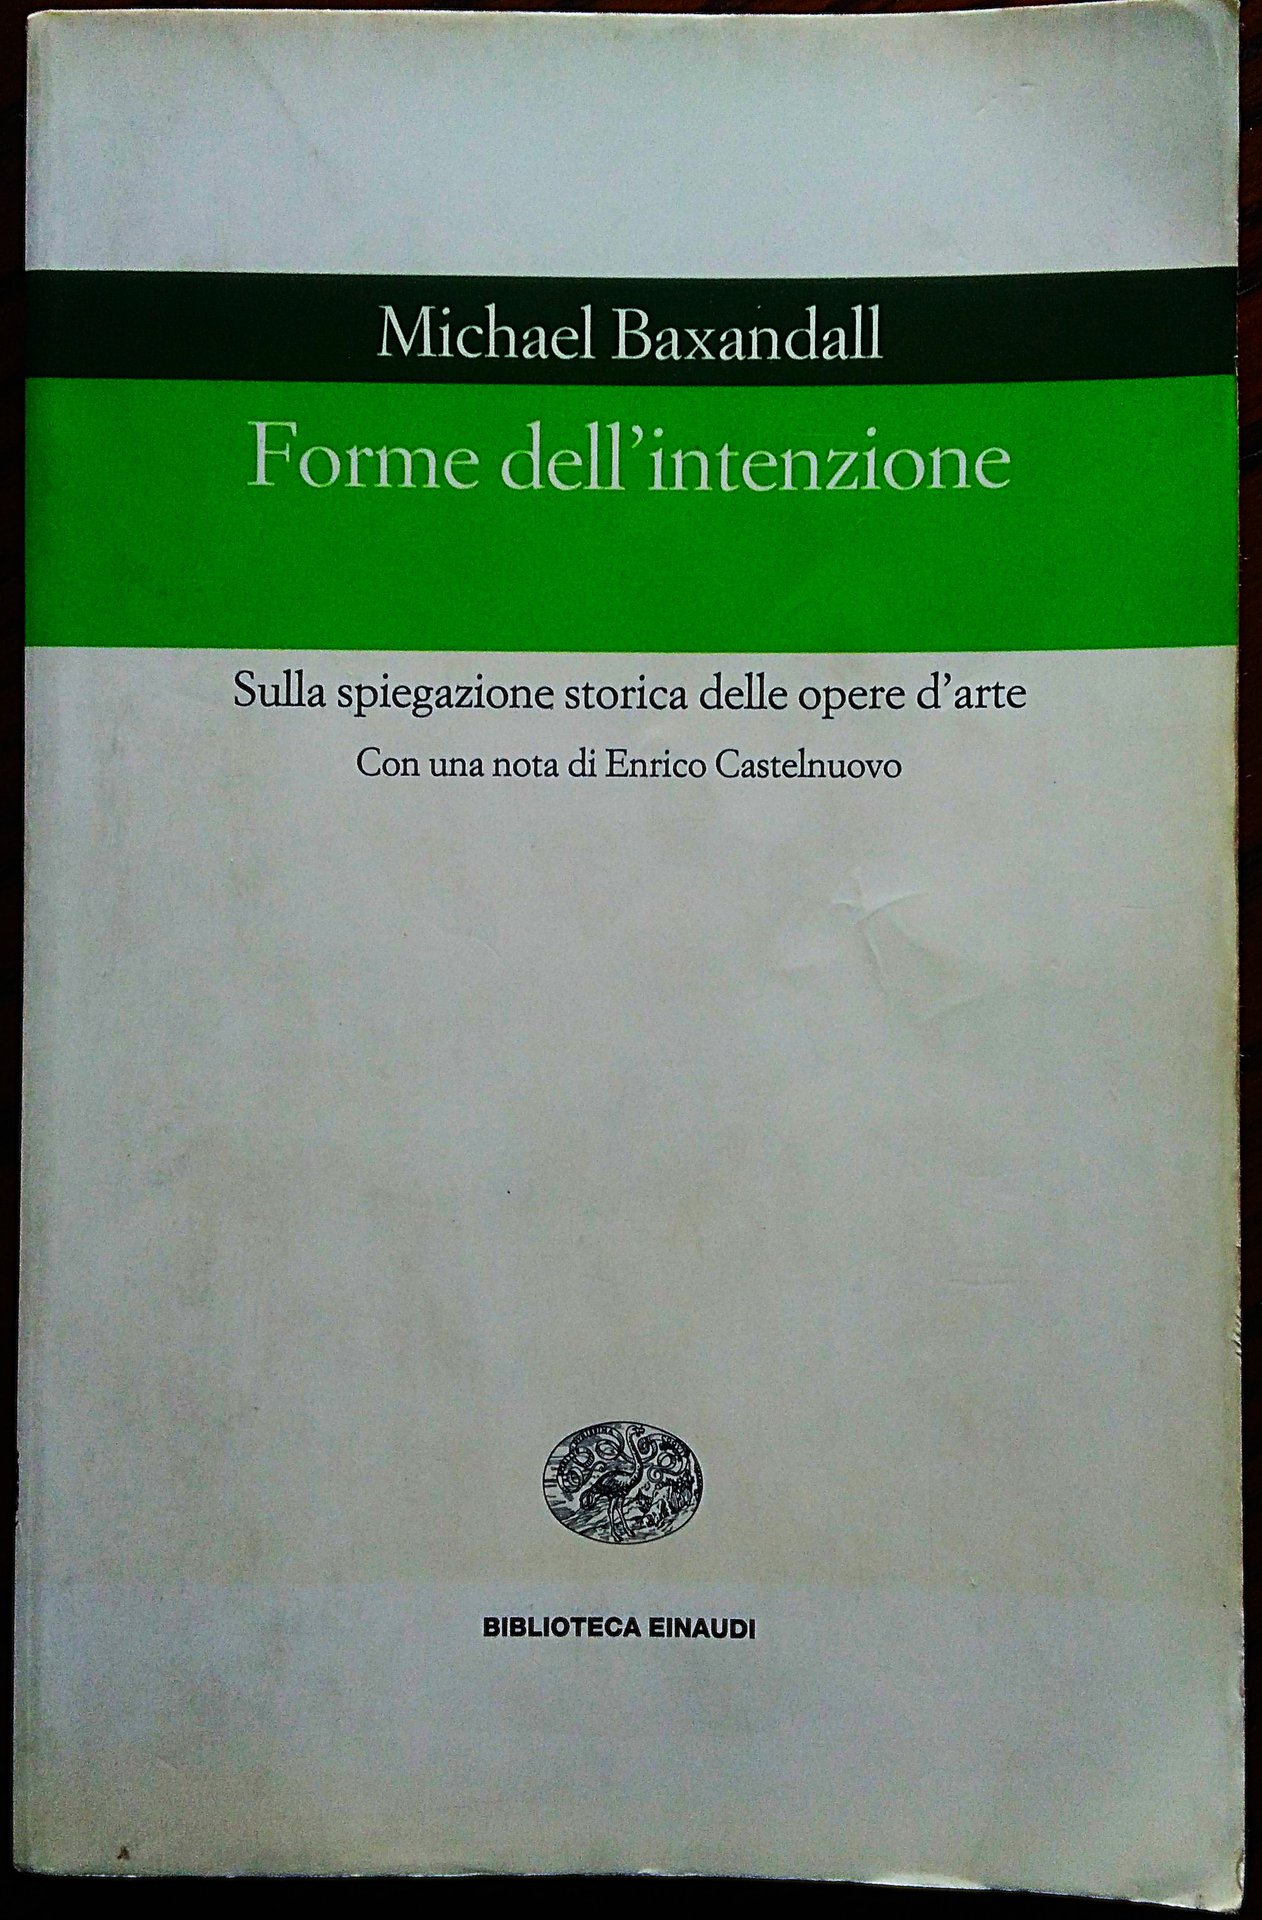 Michael Baxandall
Forme dell’intenzione
Sulla spiegazione storica delle opere d’arte
Con una nota di Enrico Castelnuovo
BIBLIOTECA EINAUDI